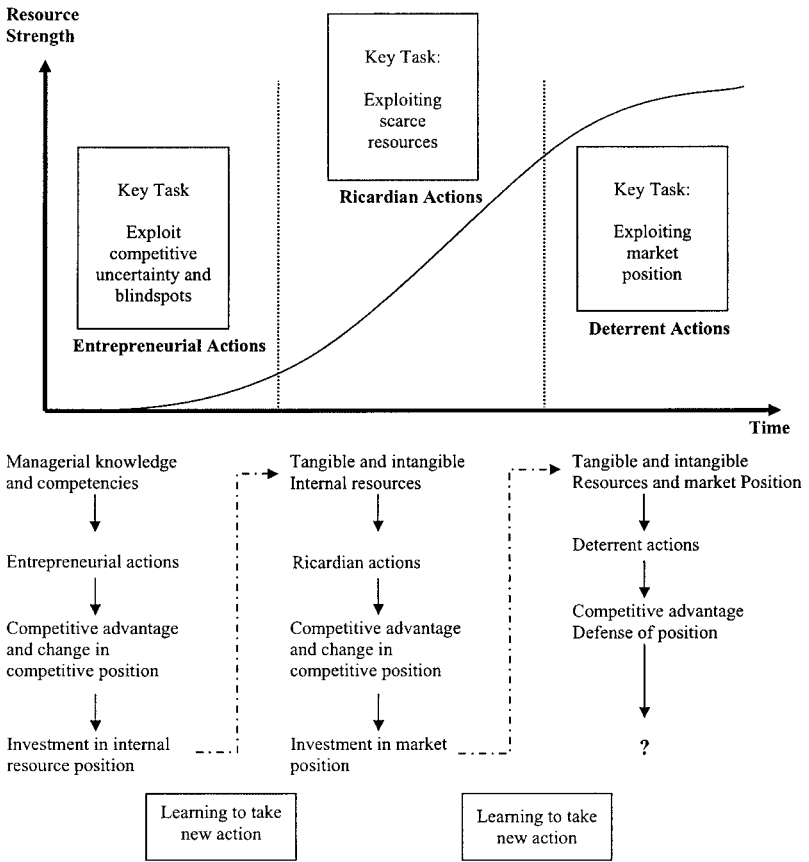 Resource
Strength
Key Task:
Exploiting
scarce
resources
Ricardian Actions
Key Task
Exploit
competitive
uncertainty and
blindspots
Entrepreneurial Actions
Key Task:
Exploiting
market
position
Deterrent Actions
Time
Managerial knowledge
and competencies
Entrepreneurial actions
Competitive advantage
and change in
competitive position
Investment in internal
resource position
Tangible and intangible
Internal resources
Ricardian actions
Competitive advantage
and change in
competitive position
Investment in market
position
Tangible and intangible
Resources and market Position
Deterrent actions
Competitive advantage
Defense of position
?
Learning to take
new action
Learning to take
new action